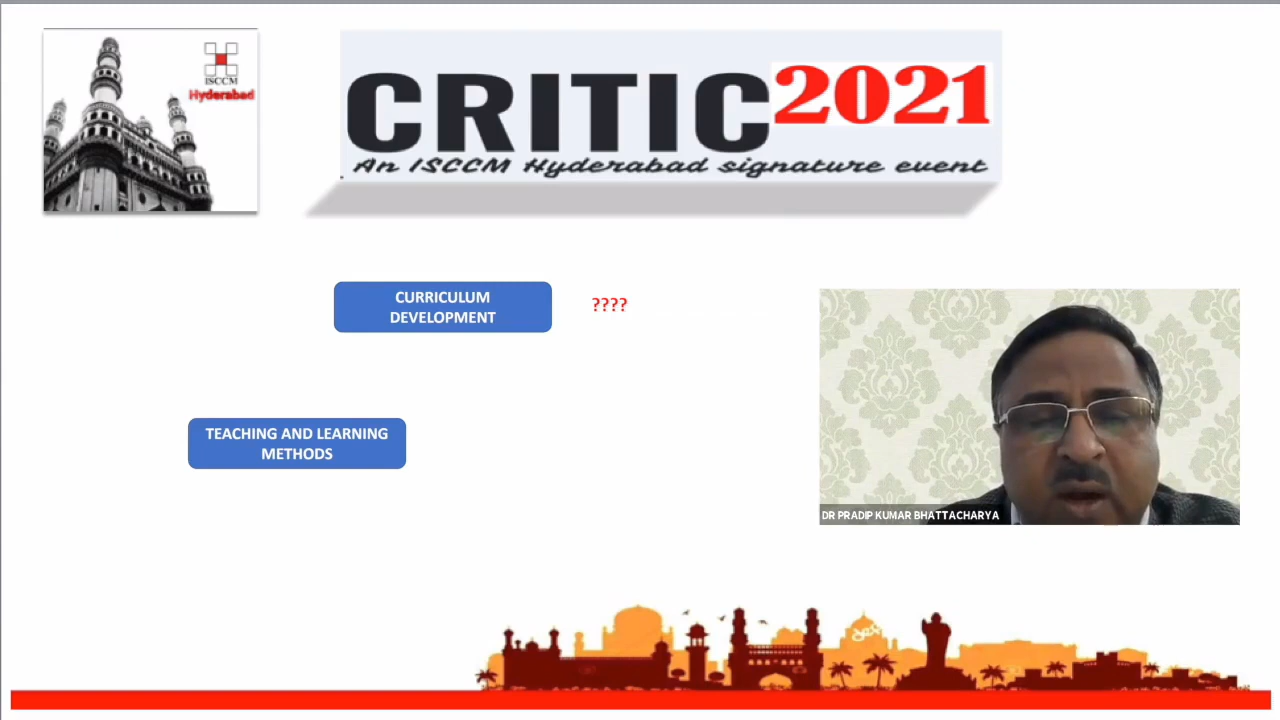 ISCCM
Hyderabad
CRITIC2021
An ISCCM Hyderabad signature event
CURRICULUM
DEVELOPMENT
????
TEACHING AND LEARNING
METHODS
DR PRADIP KUMAR BHATTACHARYA